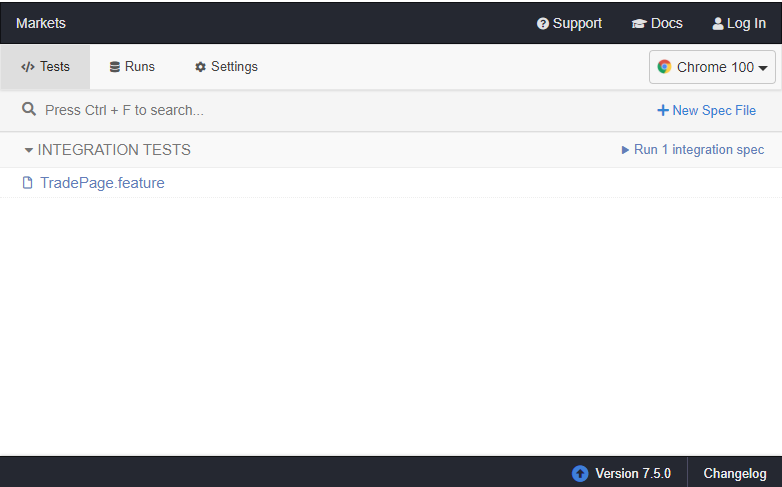 Markets Support Docs Log In
Tests Runs Settings Chrome 100
Press Ctrl + F to search... New Spec File
INTEGRATION TESTS Run 1 integration spec
TradePage.feature
Version 7.5.0 Changelog